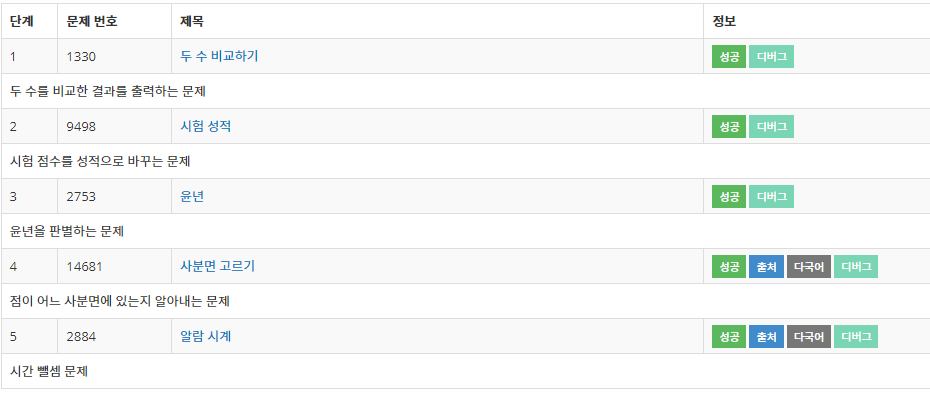 단계 문제 번호 제목 정보
1 1330 두 수 비교하기 성공 디버그
두 수를 비교한 결과를 출력하는 문제
2 9498 시험 성적 성공 디버그
시험 점수를 성적으로 바꾸는 문제
3 2753 윤년 성공 디버그
윤년을 판별하는 문제
4 14681 사분면 고르기 성공 출처 다국어 디버그
점이 어느 사분면에 있는지 알아내는 문제
5 2884 알람 시계 성공 출처 다국어 디버그
시간 뺄셈 문제